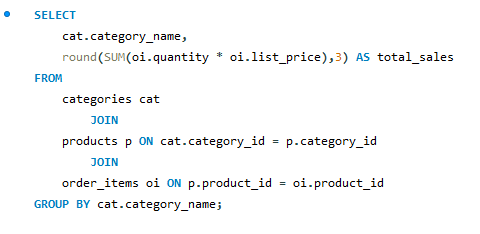 SELECT
cat.category_name,
round(SUM(oi.quantity * oi.list_price),3) AS total_sales
FROM
categories cat
JOIN
products p ON cat.category_id = p.category_id
JOIN
order_items oi ON p.product_id = oi.product_id
GROUP BY cat.category_name;